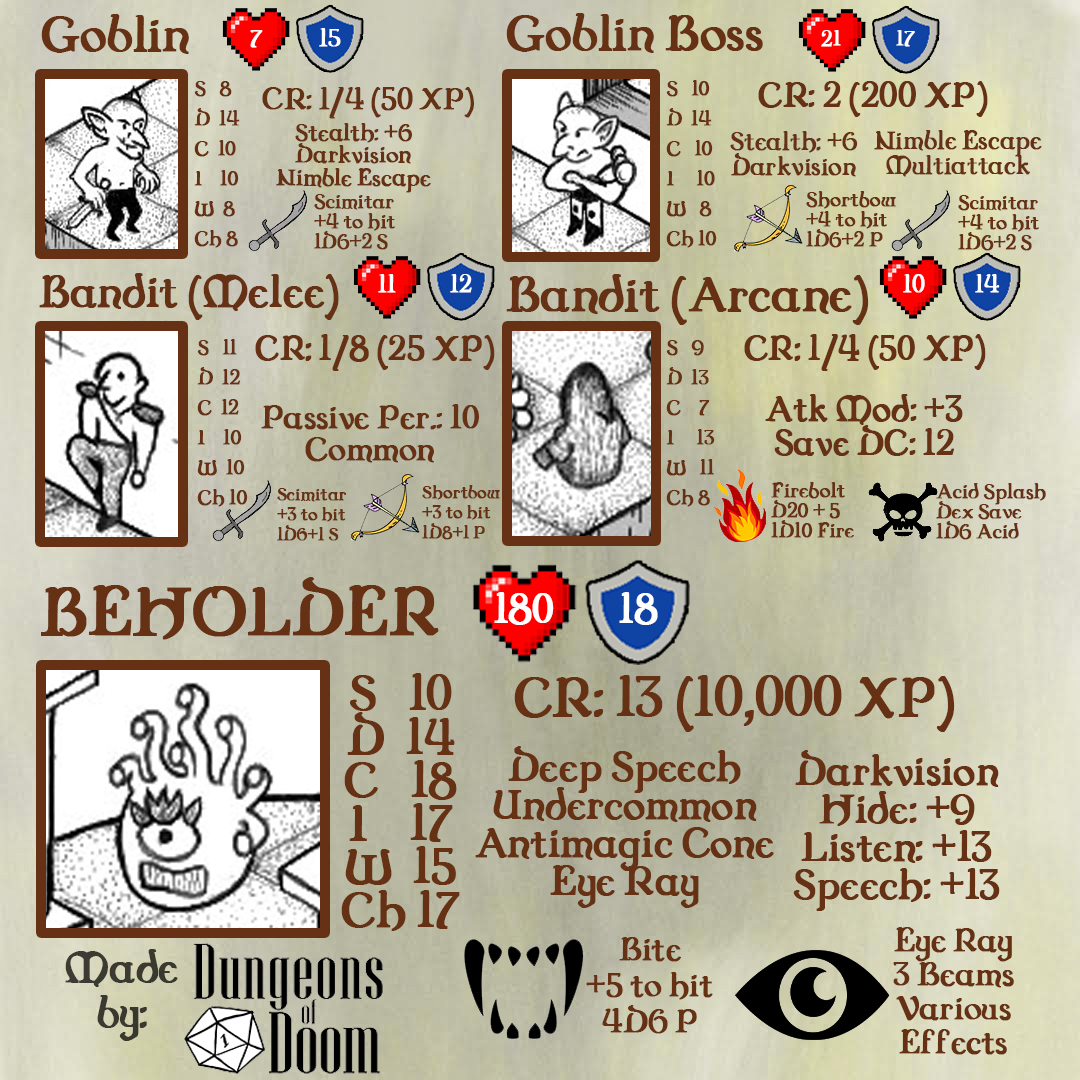 Goblin 7 15
S 8
D 14
C 10
I 10
W 8
Ch 8
CR: 1/4 (50 XP)
Stealth: +6
Darkvision
Nimble Escape
Scimitar
+4 to hit
1D6+2 S
Goblin Boss 21 17
S 10
D 14
C 10
I 10
W 8
Ch 10
CR: 2 (200 XP)
Stealth: +6
Darkvision
Nimble Escape
Multiattack
Shortbow
+4 to hit
1D6+2 P
Scimitar
+4 to hit
1D6+2 S
Bandit (Melee) 11 12
S 11
D 12
C 12
I 10
W 10
Ch 10
CR: 1/8 (25 XP)
Passive Per.: 10
Common
Scimitar
+3 to hit
1D6+1 S
Shortbow
+3 to hit
1D8+1 P
Bandit (Arcane) 10 14
S 9
D 13
C 7
I 13
W 11
Ch 8
CR: 1/4 (50 XP)
Atk Mod: +3
Save DC: 12
Firebolt
D20 + 5
1D10 Fire
Acid Splash
Dex Save
1D6 Acid
BEHOLDER 180 18
S 10
D 14
C 18
I 17
W 15
Ch 17
CR: 13 (10,000 XP)
Deep Speech
Undercommon
Antimagic Cone
Eye Ray
Darkvision
Hide: +9
Listen: +13
Speech: +13
Made
by:
Dungeons
of
Doom
1
Bite
+5 to hit
4D6 P
Eye Ray
3 Beams
Various
Effects